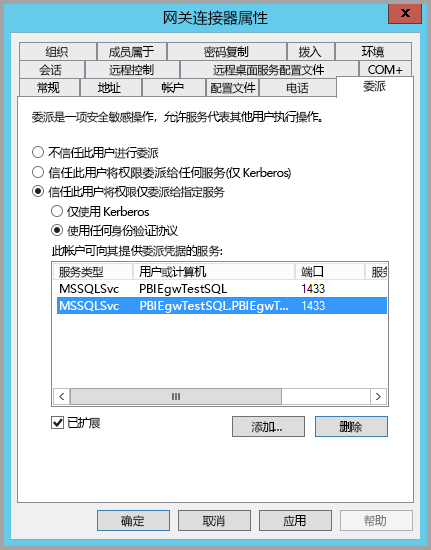 网关连接器属性
x
组织 成员属于 密码复制 拨入 环境
会话 远程控制 远程桌面服务配置文件 COM+
常规 地址 帐户 配置文件 电话 委派
委派是一项安全敏感操作，允许服务代表其他用户执行操作。
不信任此用户进行委派
信任此用户将权限委派给任何服务(仅 Kerberos)
信任此用户将权限仅委派给指定服务
仅使用 Kerberos
使用任何身份验证协议
此帐户可向其提供委派凭据的服务:
服务类型 用户或计算机 端口
MSSQLSvc PBIEgwTestSQL 1433
MSSQLSvc PBIEgwTestSQL.PBIEgwT... 1433
已扩展 添加... 删除
确定 取消 应用 帮助